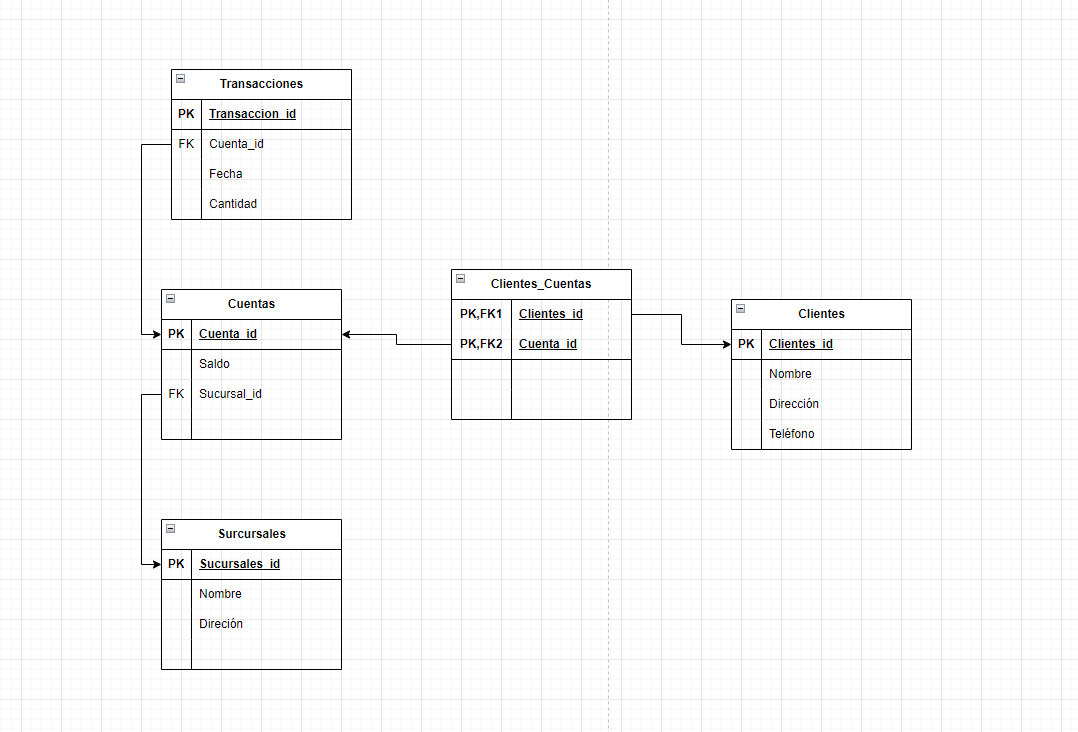 Transacciones
PK Transaccion_id
FK Cuenta_id
Fecha
Cantidad
Clientes_Cuentas
PK,FK1 Clientes_id
PK,FK2 Cuenta_id
Cuentas
PK Cuenta_id
Saldo
FK Sucursal_id
Clientes
PK Clientes_id
Nombre
Dirección
Teléfono
Surcursales
PK Sucursales_id
Nombre
Direción